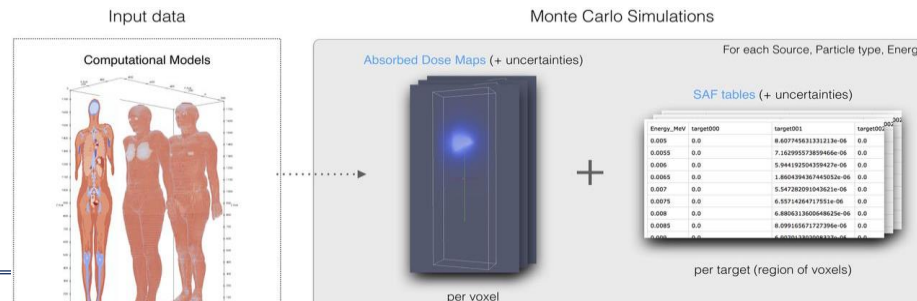 Input data
Monte Carlo Simulations
Computational Models
For each Source, Particle type, Energ
Absorbed Dose Maps (+ uncertainties)
SAF tables (+ uncertainties)
Energy_MeV target000 target001 target002
0.005 0.0 8.607745631331213e-06 0.0
0.0055 0.0 7.162995573859466e-06 0.0
0.006 0.0 5.944192504359427e-06 0.0
0.0065 0.0 1.8604394367445052e-06 0.0
0.007 0.0 5.547282091043621e-06 0.0
0.0075 0.0 6.55714264717551e-06 0.0
0.008 0.0 6.8806313600648625e-06 0.0
0.0085 0.0 8.099165671727396e-06 0.0
+
per target (region of voxels)
per voxel